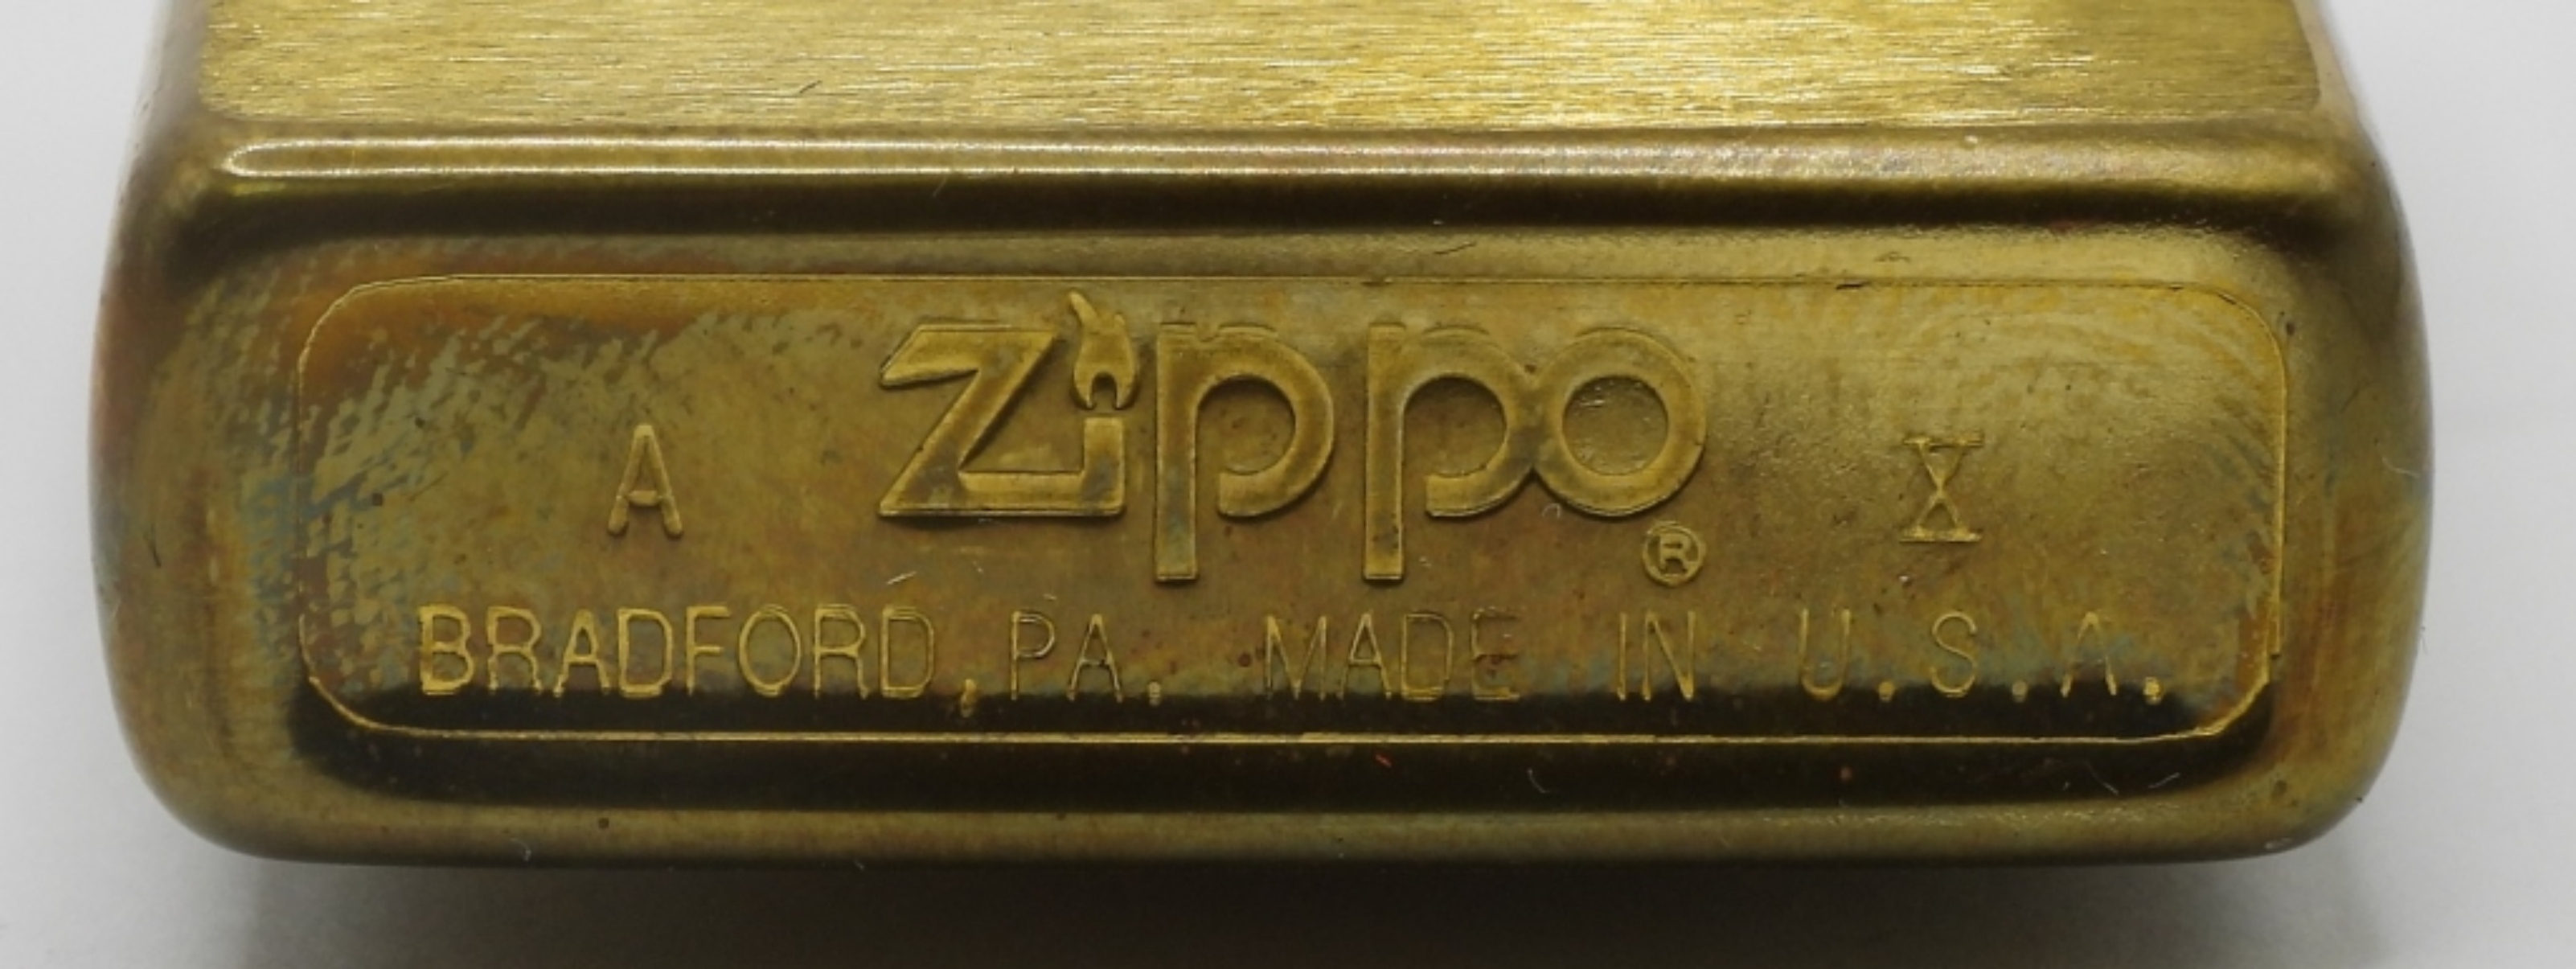 A Zippo ® X
BRADFORD, PA. MADE IN U.S.A.